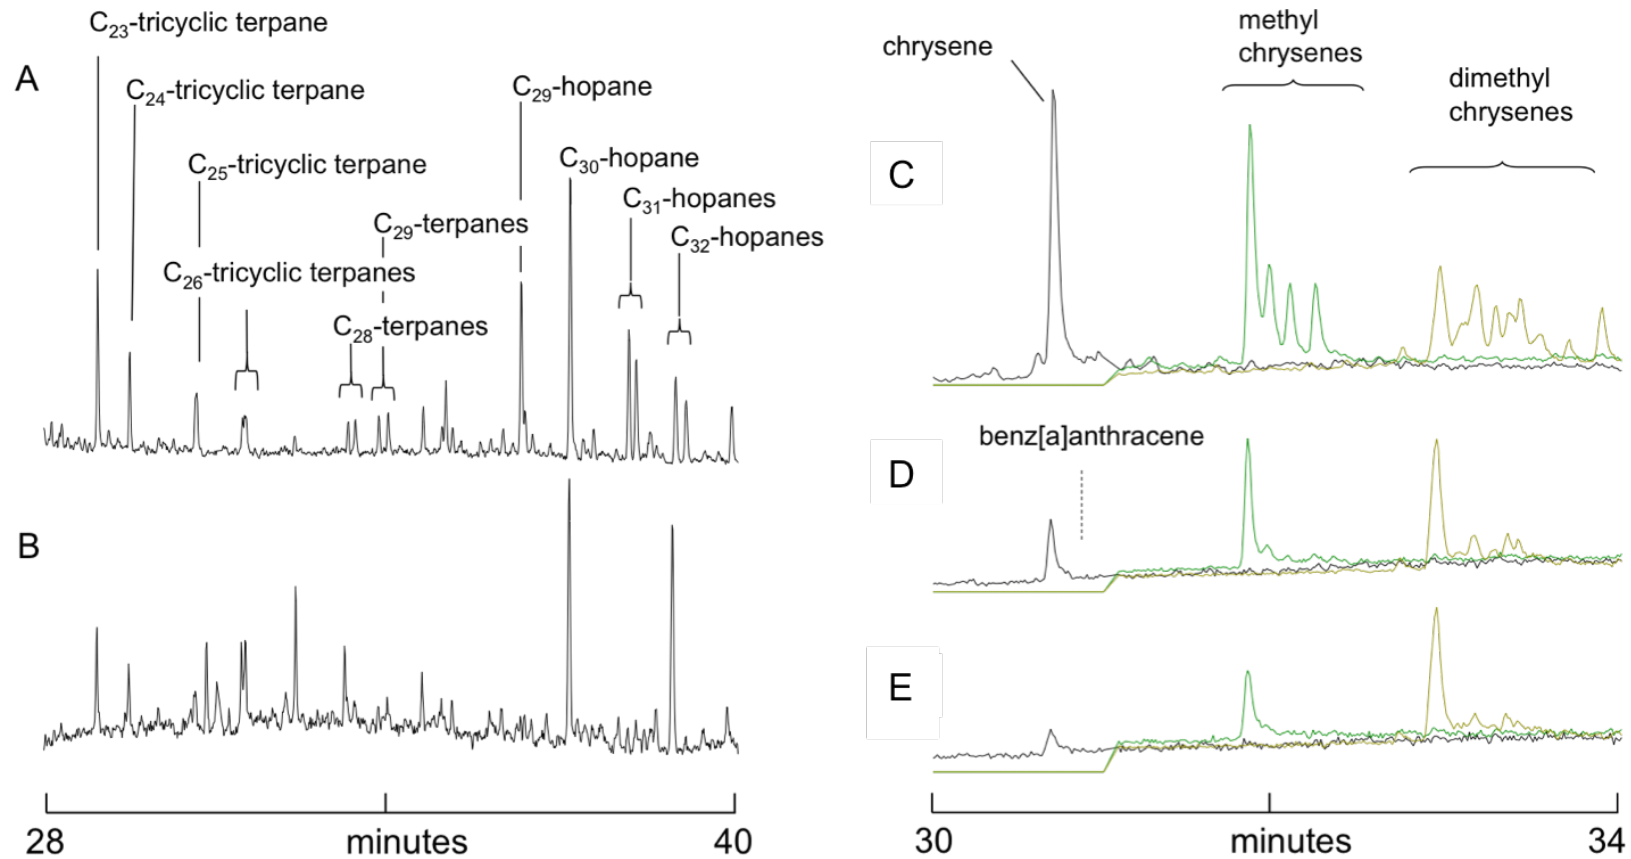 A
C₂₃-tricyclic terpane
C₂₄-tricyclic terpane
C₂₅-tricyclic terpane
C₂₆-tricyclic terpanes
C₂₉-terpanes
C₂₈-terpanes
C₂₉-hopane
C₃₀-hopane
C₃₁-hopanes
C₃₂-hopanes
B
28
minutes
40
C
chrysene
methyl
chrysenes
dimethyl
chrysenes
D
benz[a]anthracene
E
30
minutes
34